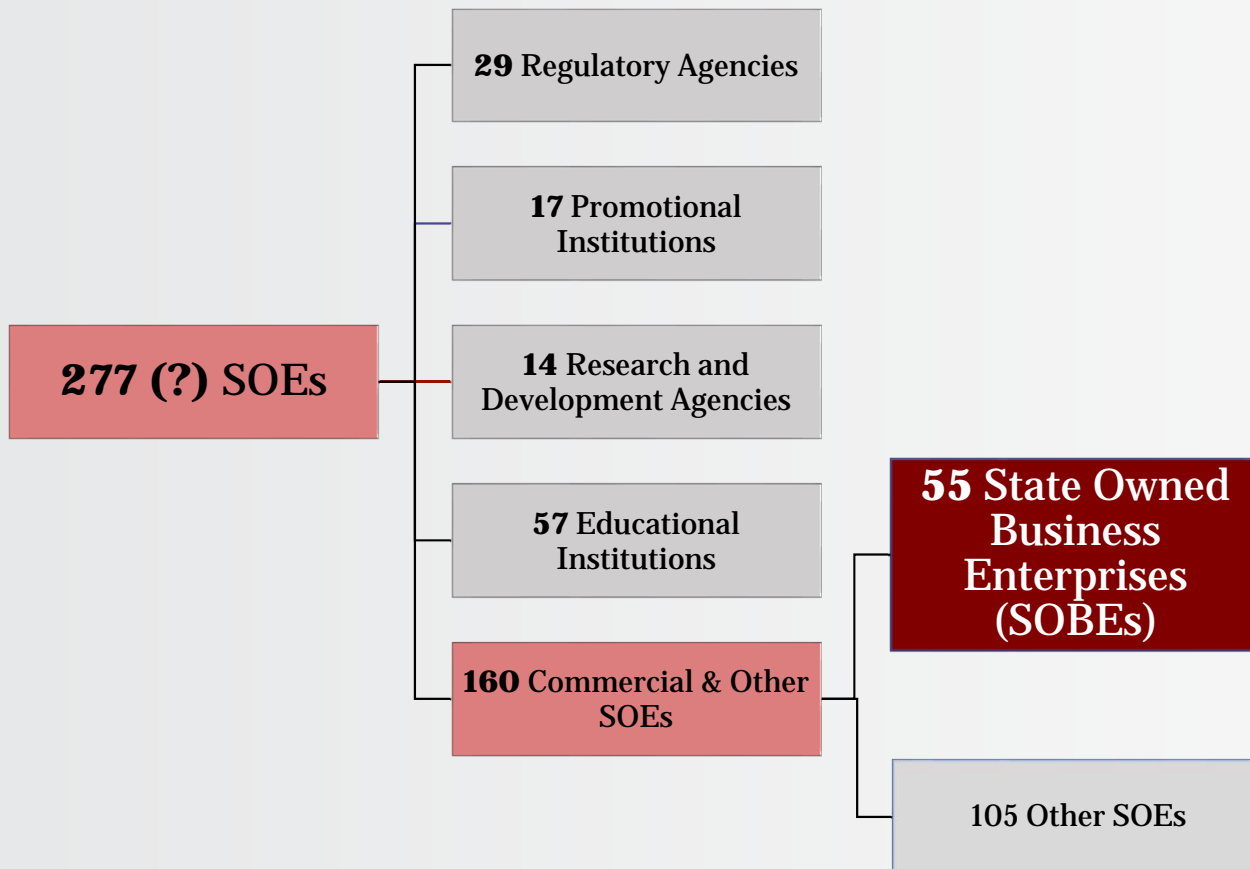 29 Regulatory Agencies
17 Promotional
Institutions
277 (?) SOEs
14 Research and
Development Agencies
57 Educational
Institutions
160 Commercial & Other
SOEs
55 State Owned
Business
Enterprises
(SOBEs)
105 Other SOEs